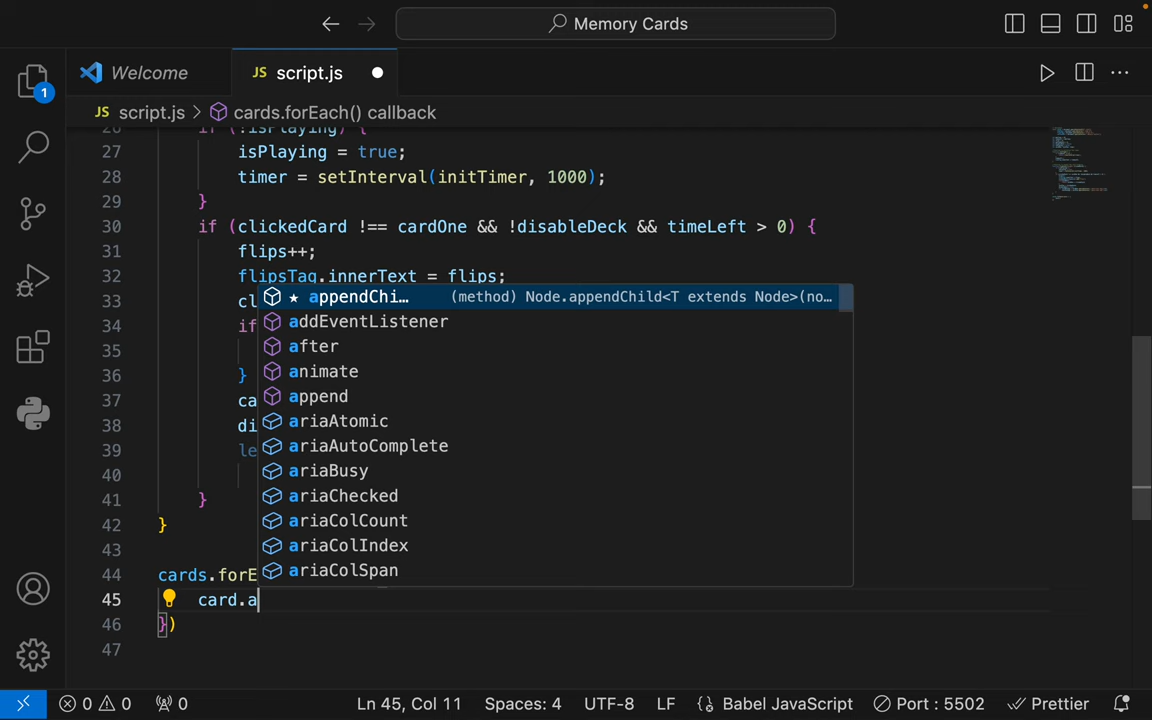 Memory Cards
1
Welcome
JS script.js
JS script.js > cards.forEach() callback
27 isPlaying = true;
28 timer = setInterval(initTimer, 1000);
29 }
30 if (clickedCard !== cardOne && !disableDeck && timeLeft > 0) {
31 flips++;
32 flipsTag.innerText = flips;
33 cl
★ appendChi... (method) Node.appendChild<T extends Node>(no...
addEventListener
34 if
after
35
animate
36 }
append
37 ca
ariaAtomic
38 di
ariaAutoComplete
39 le
ariaBusy
40
ariaChecked
41 }
ariaColCount
42 }
ariaColIndex
43
ariaColSpan
44 cards.forE
45 card.a
46 })
47
0 0 0 Ln 45, Col 11 Spaces: 4 UTF-8 LF {} Babel JavaScript Port : 5502 Prettier